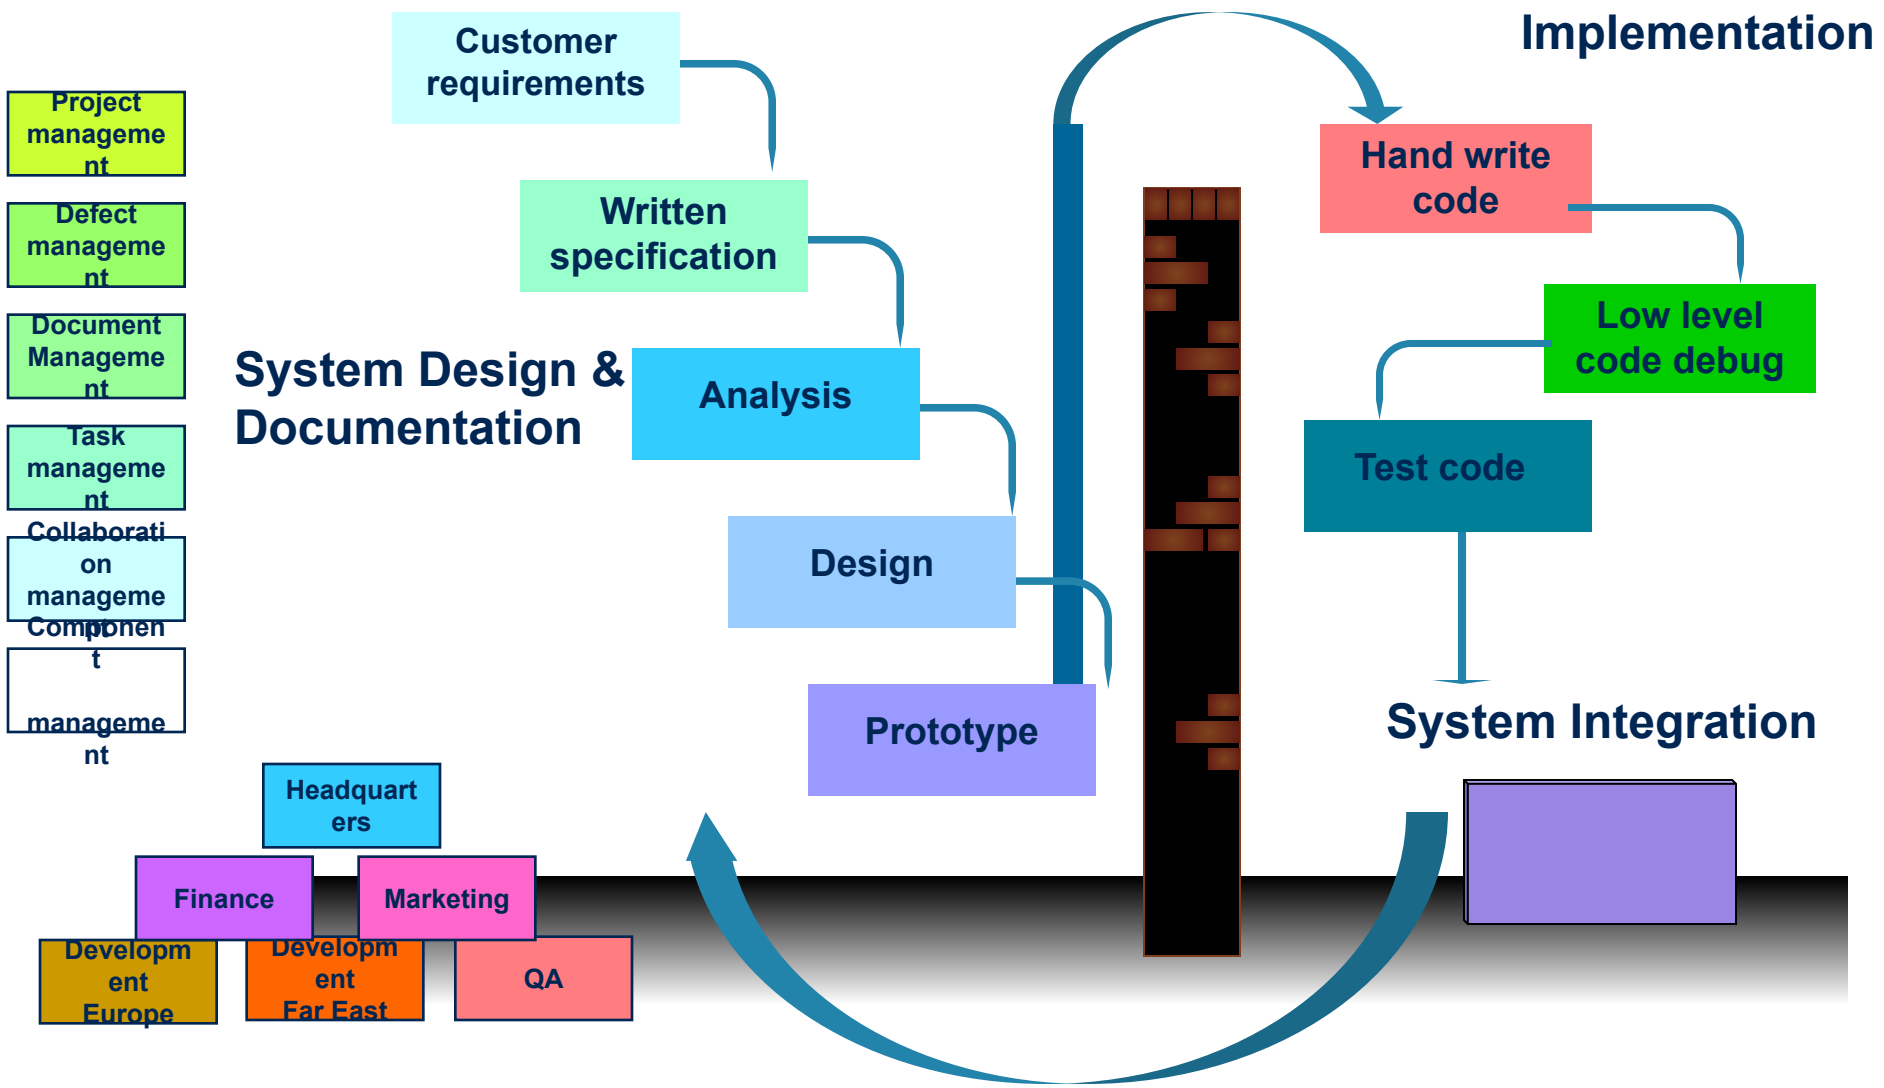 Implementation
Customer
requirements
Project
manageme
nt
Hand write
code
Written
specification
Defect
manageme
nt
Low level
code debug
Document
Manageme
nt
System Design &
Documentation
Analysis
Task
manageme
nt
Test code
Collaborati
on
manageme
nt
Design
Componen
t
manageme
nt
Prototype
System Integration
Headquart
ers
Finance
Marketing
Developm
ent
Europe
Developm
ent
Far East
QA